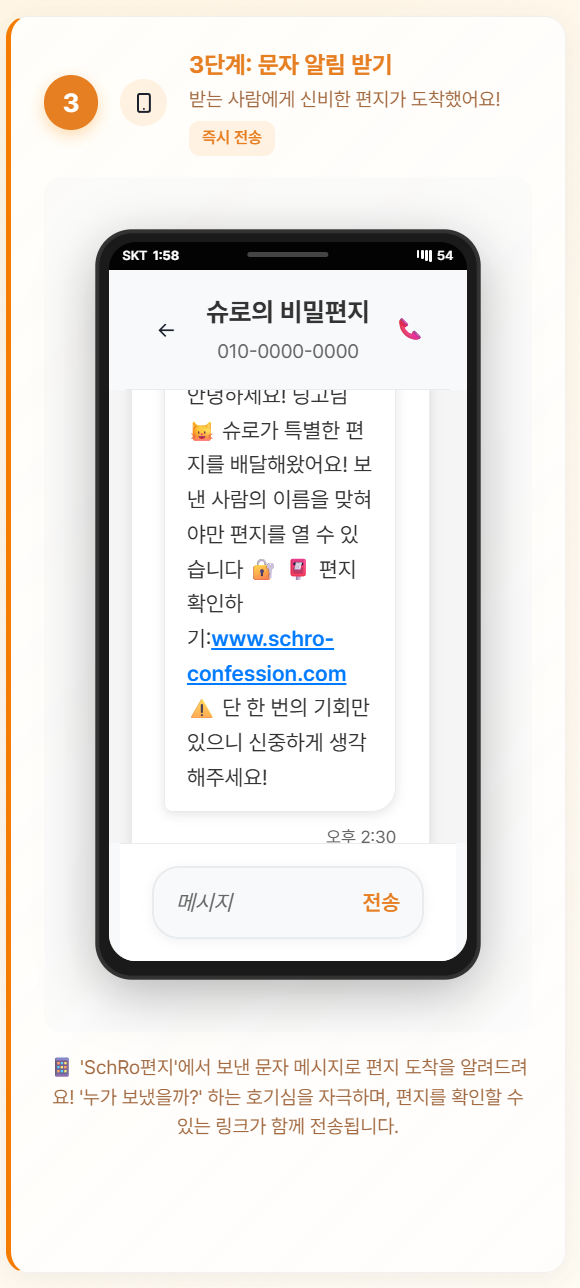 3단계: 문자 알림 받기
3
받는 사람에게 신비한 편지가 도착했어요!
즉시 전송
SKT 1:58
54
슈로의 비밀편지
010-0000-0000
안녕하세요! 딩고님
😼 슈로가 특별한 편
지를 배달해왔어요! 보
낸 사람의 이름을 맞혀
야만 편지를 열 수 있
습니다 🔐 📮 편지
확인하
기:www.schro-
confession.com
⚠️ 단 한 번의 기회만
있으니 신중하게 생각
해주세요!
오후 2:30
메시지
전송
'SchRo편지'에서 보낸 문자 메시지로 편지 도착을 알려드려
요! '누가 보냈을까?' 하는 호기심을 자극하며, 편지를 확인할 수
있는 링크가 함께 전송됩니다.